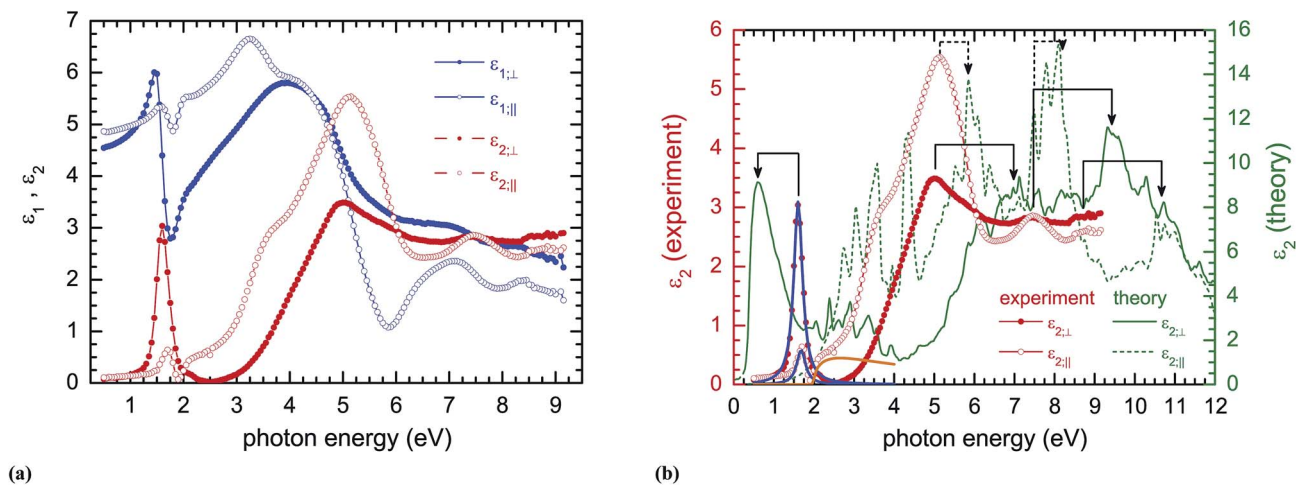 7
6
5
4
3
2
1
0
ε1 , ε2
ε1;⊥
ε1;||
ε2;⊥
ε2;||
1 2 3 4 5 6 7 8 9
photon energy (eV)
(a)
6
5
4
3
2
1
0
ε2 (experiment)
16
14
12
10
8
6
4
2
0
ε2 (theory)
experiment theory
ε2;⊥ ε2;⊥
ε2;|| ε2;||
0 1 2 3 4 5 6 7 8 9 10 11 12
photon energy (eV)
(b)